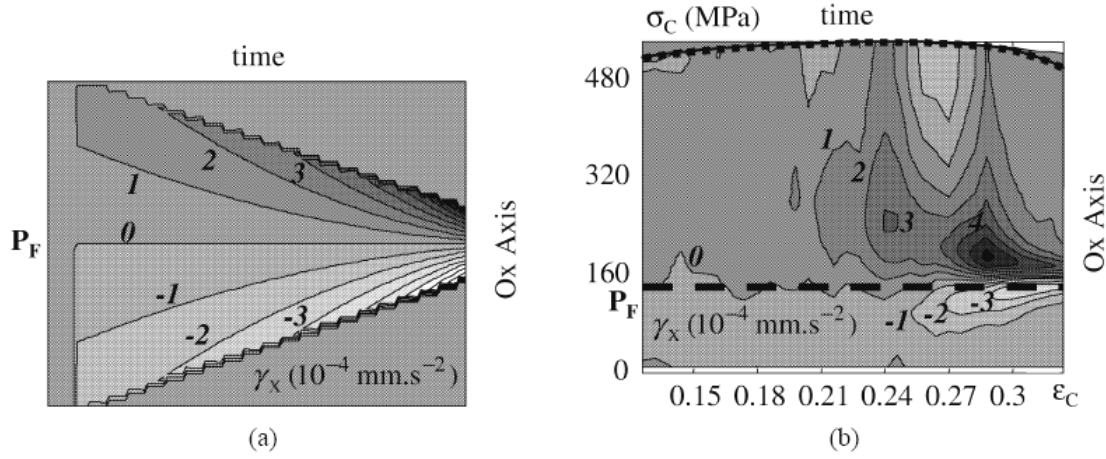 time
1
2
3
0
P_F
-1
-2
-3
γ_X (10⁻⁴ mm.s⁻²)
Ox Axis
(a)
σ_C (MPa)
time
480
320
160
0
1
2
3
4
0
P_F
γ_X (10⁻⁴ mm.s⁻²)
-1
-2
-3
Ox Axis
0.15 0.18 0.21 0.24 0.27 0.3 ε_C
(b)